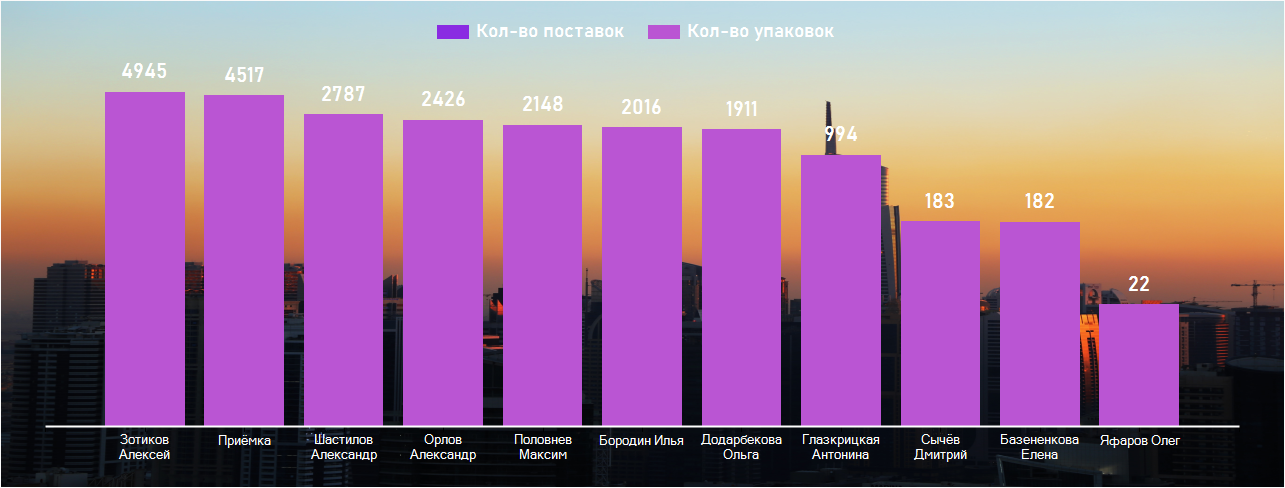 Кол-во поставок Кол-во упаковок
4945 4517 2787 2426 2148 2016 1911 994 183 182 22
Зотиков Алексей
Приёмка
Шастилов Александр
Орлов Александр
Половнев Максим
Бородин Илья
Додарбекова Ольга
Глазкрицкая Антонина
Сычёв Дмитрий
Базененкова Елена
Яфаров Олег